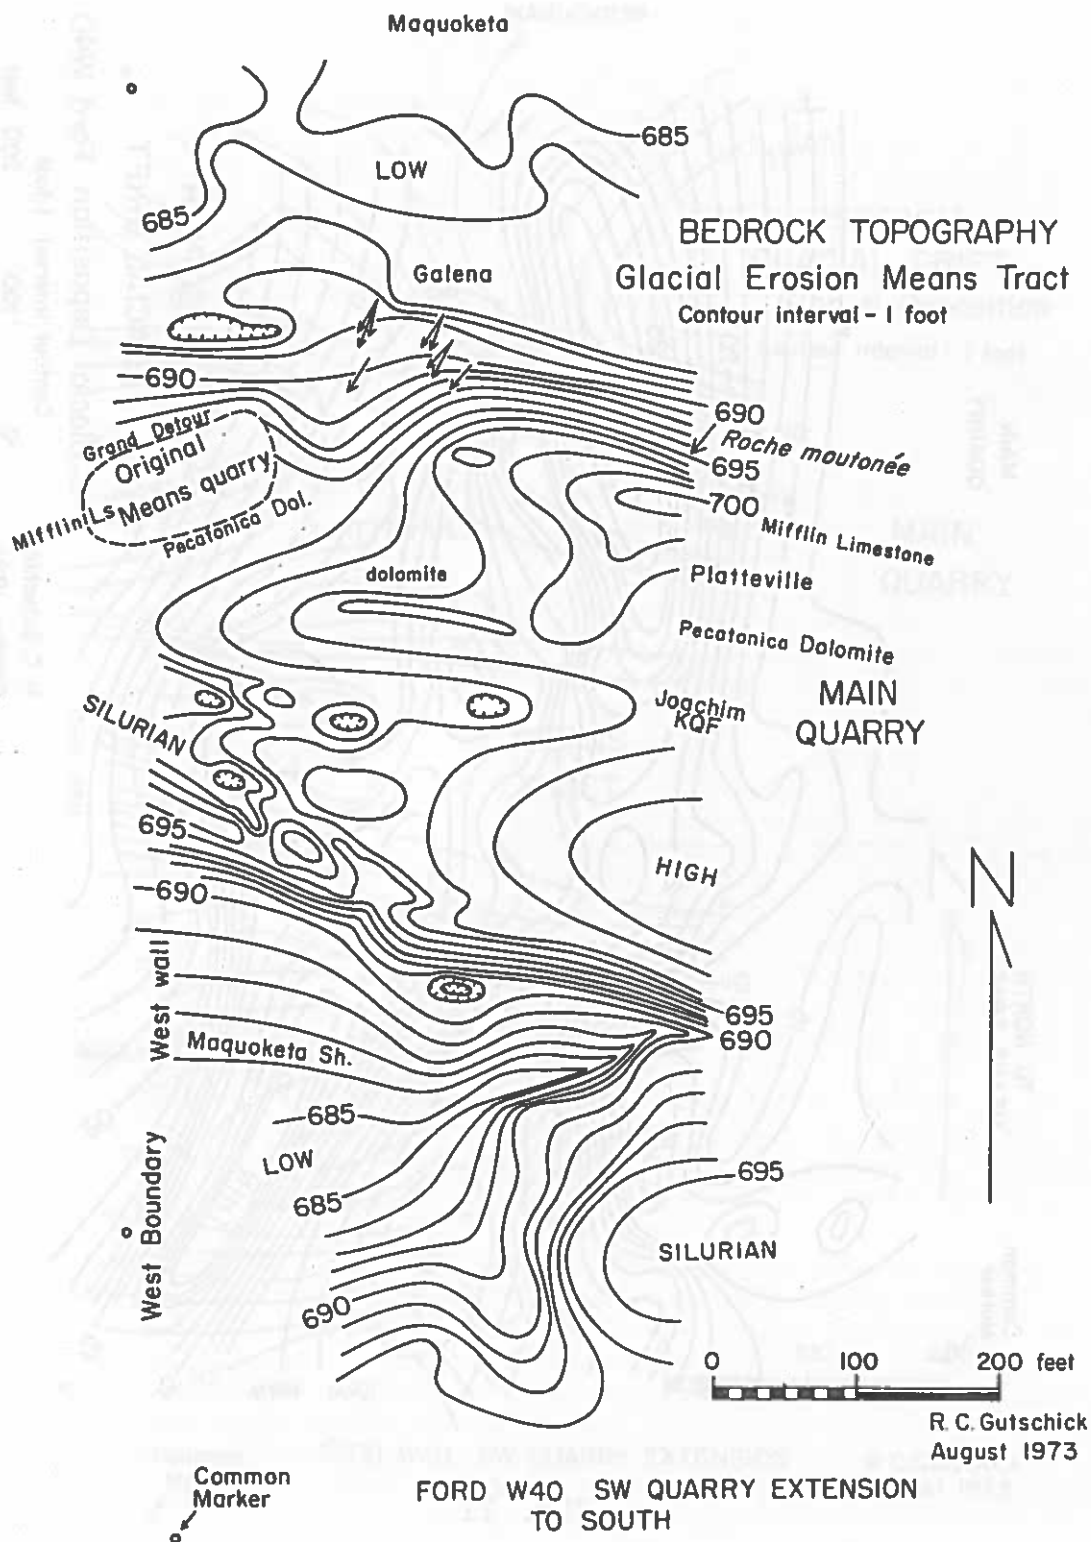 Maquoketa
685
LOW
685
BEDROCK TOPOGRAPHY
Glacial Erosion Means Tract
Contour interval - 1 foot
Galena
690
690
Roche moutonée
695
700
Grand Detour
Original
Means quarry
Mifflin Ls
Pecatonica Dol.
Mifflin Limestone
dolomite
Platteville
Pecatonica Dolomite
MAIN
QUARRY
Joachim
KQF
SILURIAN
695
HIGH
N
690
West wall
695
690
Maquoketa Sh.
685
LOW
695
685
West Boundary
SILURIAN
690
0 100 200 feet
R. C. Gutschick
August 1973
Common
Marker
FORD W40 SW QUARRY EXTENSION
TO SOUTH